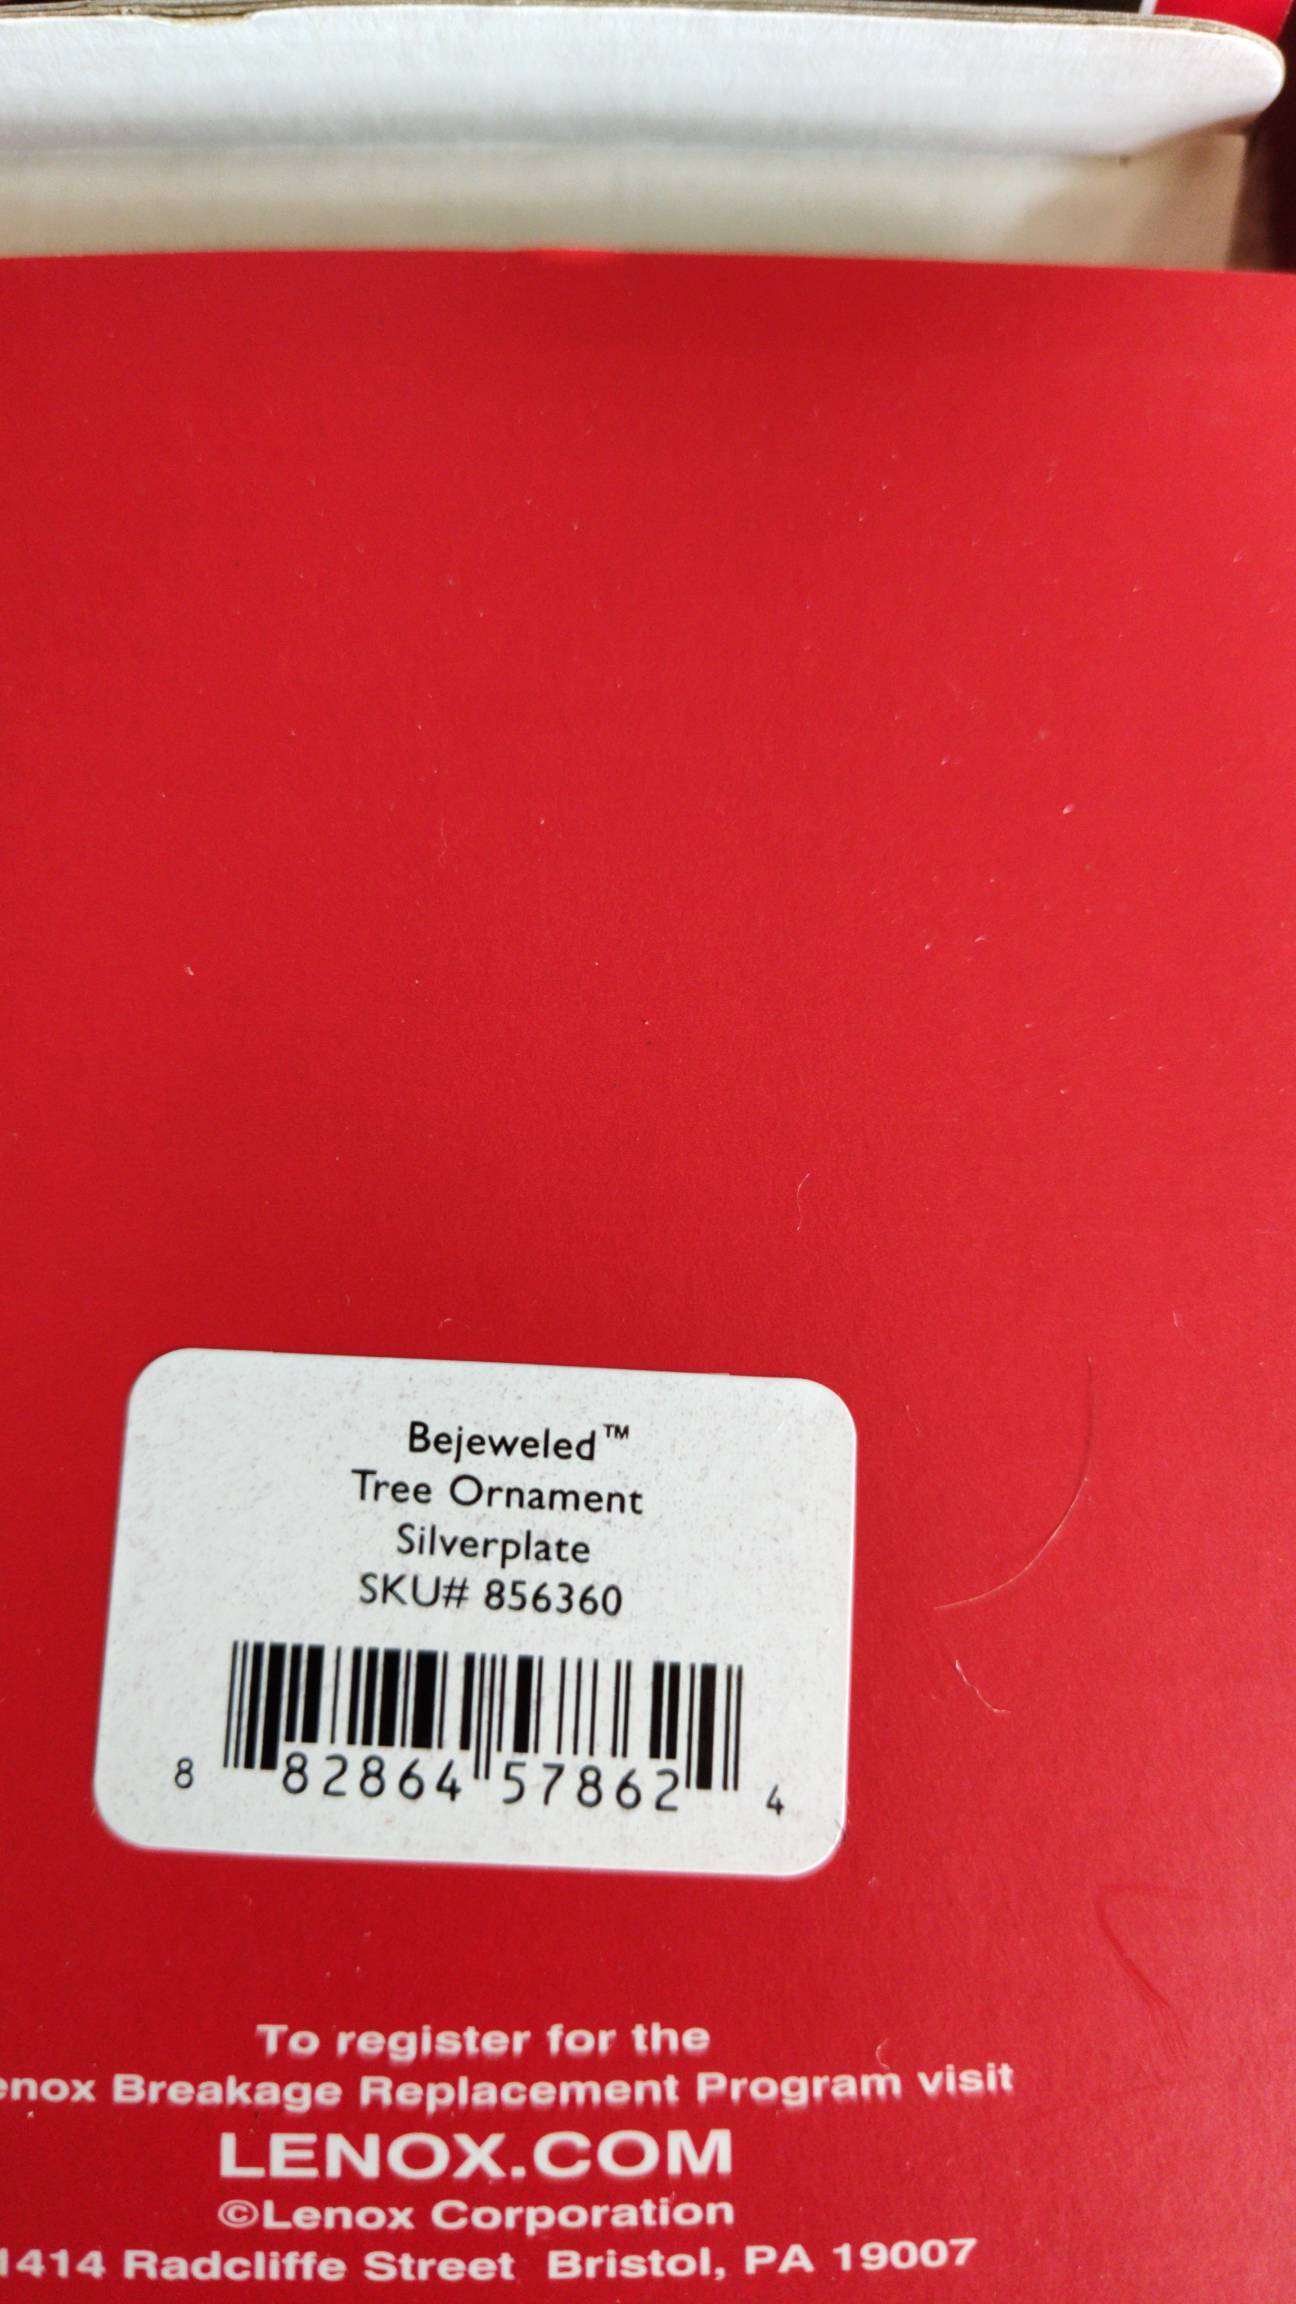 Bejeweled™
Tree Ornament
Silverplate
SKU# 856360
8 82864 57862 4
To register for the
enox Breakage Replacement Program visit
LENOX.COM
©Lenox Corporation
1414 Radcliffe Street Bristol, PA 19007